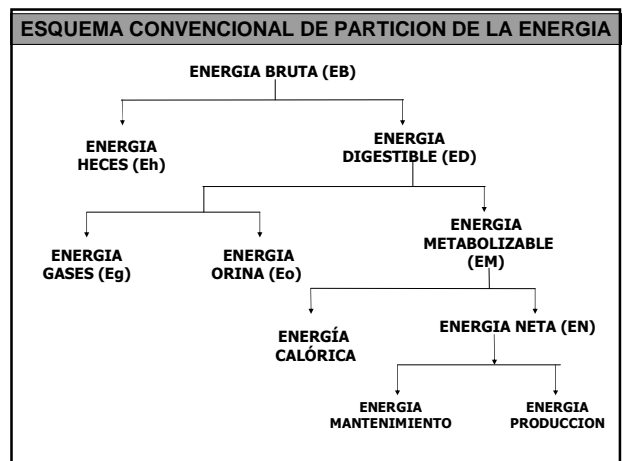 ESQUEMA CONVENCIONAL DE PARTICION DE LA ENERGIA
ENERGIA BRUTA (EB)
ENERGIA
HECES (Eh)
ENERGIA
DIGESTIBLE (ED)
ENERGIA
GASES (Eg)
ENERGIA
ORINA (Eo)
ENERGIA
METABOLIZABLE
(EM)
ENERGÍA
CALÓRICA
ENERGIA NETA (EN)
ENERGIA
MANTENIMIENTO
ENERGIA
PRODUCCION